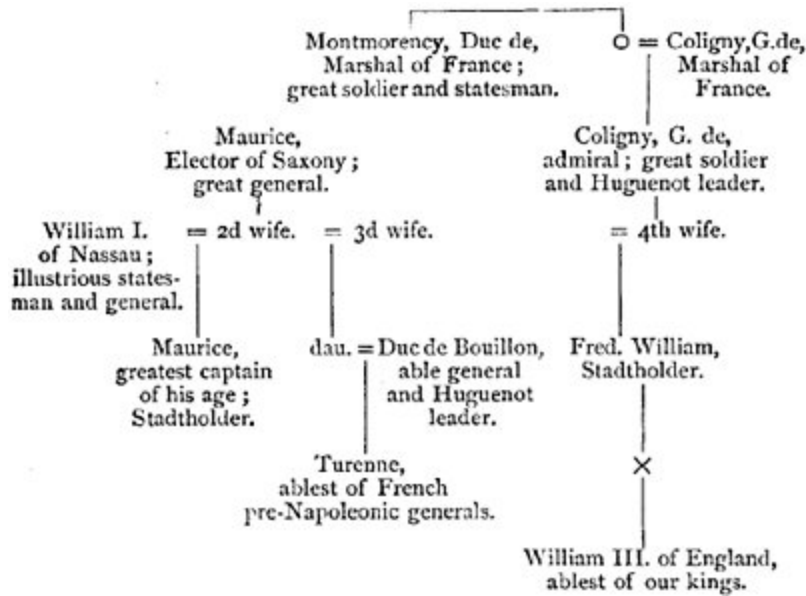 Montmorency, Duc de,
Marshal of France;
great soldier and statesman.
O = Coligny, G. de,
Marshal of
France.
Maurice,
Elector of Saxony;
great general.
Coligny, G. de,
admiral; great soldier
and Huguenot leader.
William I.
of Nassau;
illustrious states-
man and general.
= 2d wife.
= 3d wife.
= 4th wife.
Maurice,
greatest captain
of his age;
Stadtholder.
dau. = Duc de Bouillon,
able general
and Huguenot
leader.
Fred. William,
Stadtholder.
Turenne,
ablest of French
pre-Napoleonic generals.
×
William III. of England,
ablest of our kings.